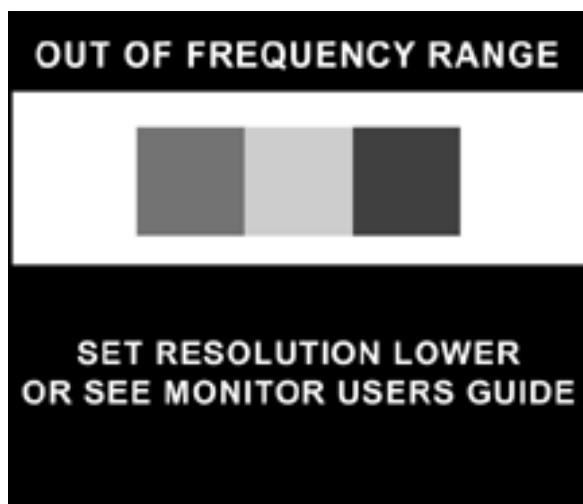 OUT OF FREQUENCY RANGE
SET RESOLUTION LOWER
OR SEE MONITOR USERS GUIDE